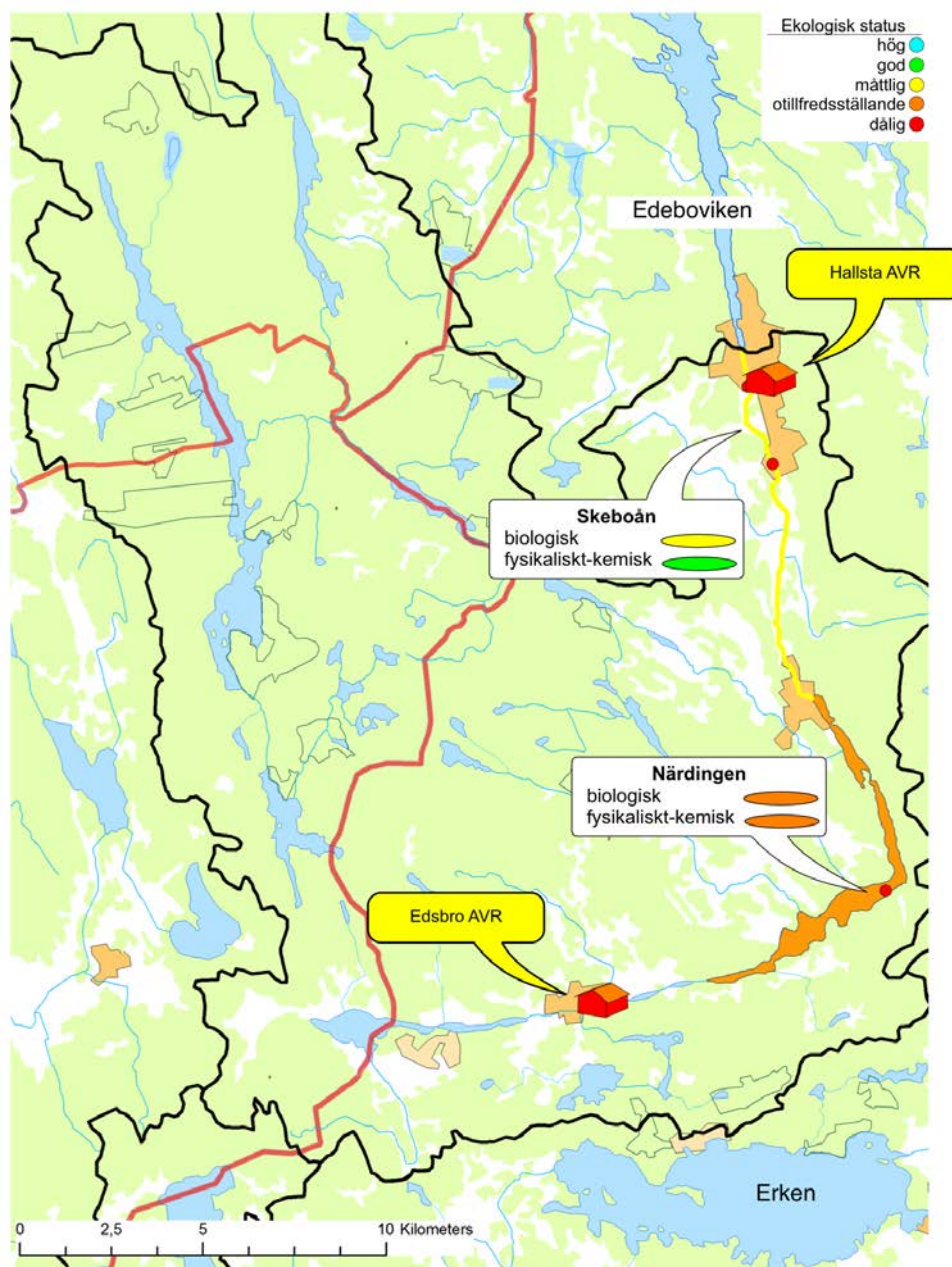 Ekologisk status
hög
god
måttlig
otillfredsställande
dålig
Edeboviken
Hallsta AVR
Skeboån
biologisk
fysikaliskt-kemisk
Närdingen
biologisk
fysikaliskt-kemisk
Edsbro AVR
Erken
0 2,5 5 10 Kilometers